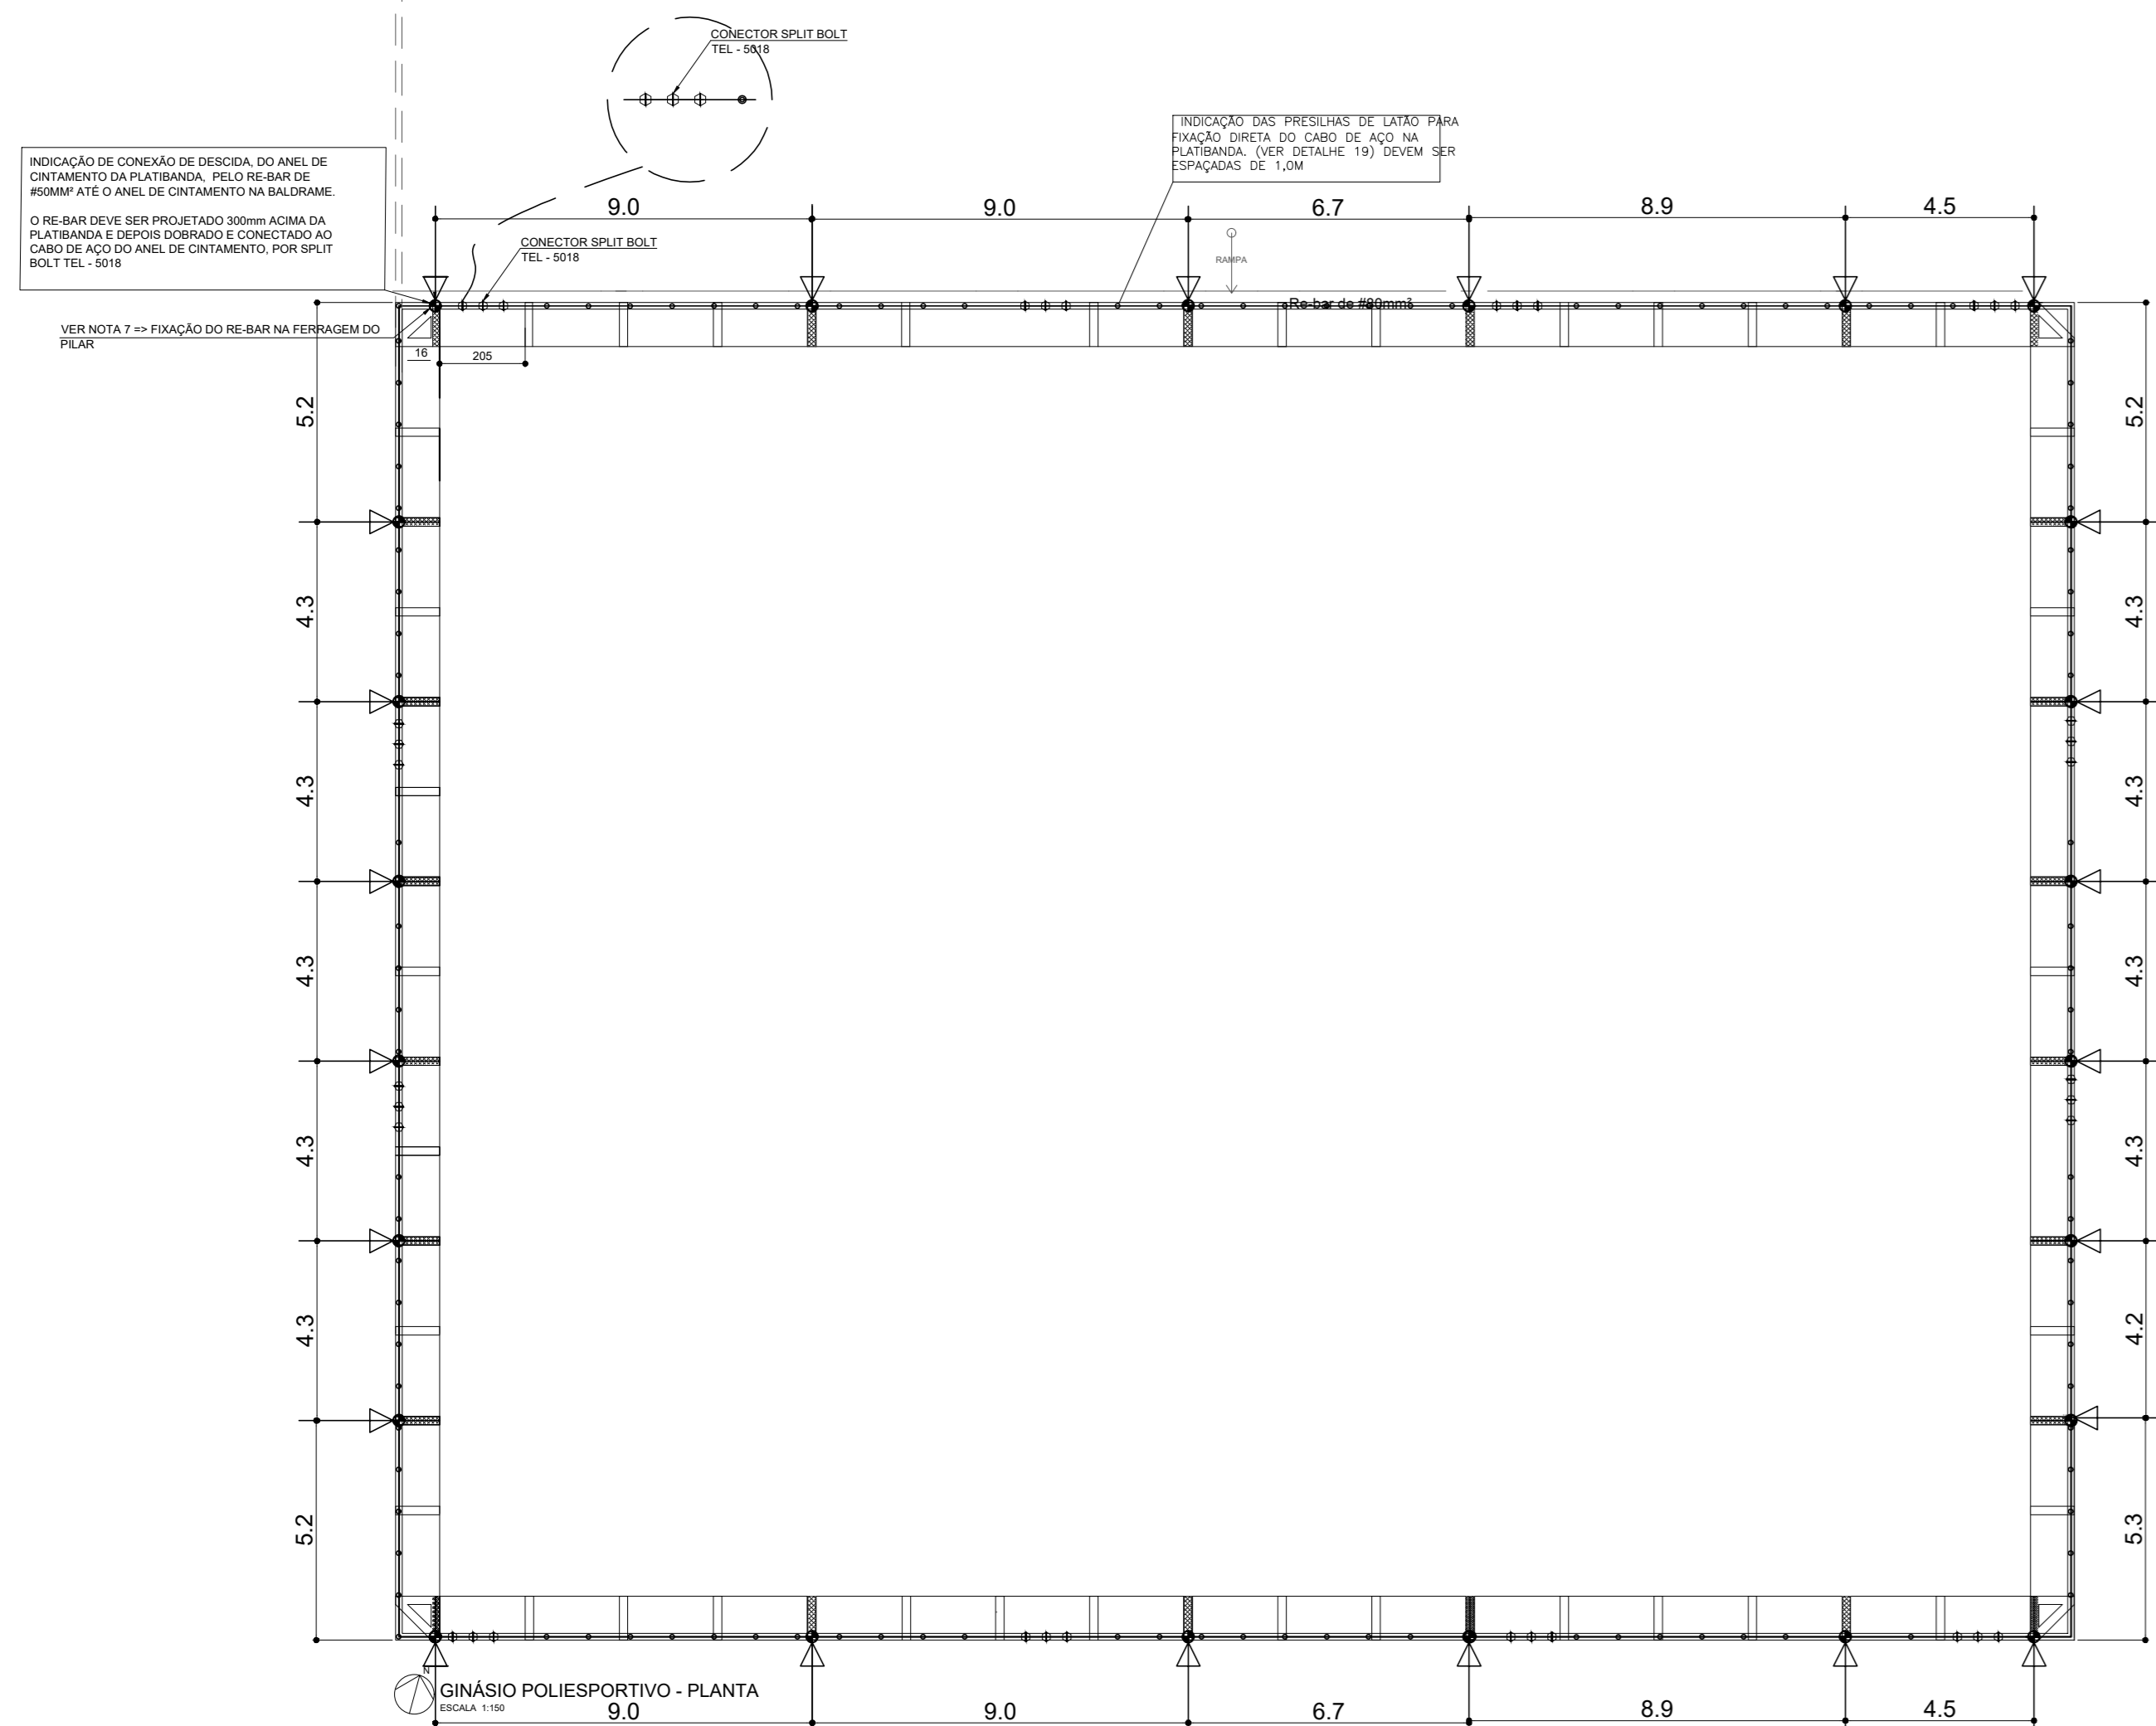 CONECTOR SPLIT BOLT
TEL - 5018
INDICAÇÃO DAS PRESILHAS DE LATÃO PARA
FIXAÇÃO DIRETA DO CABO DE AÇO NA
PLATIBANDA. (VER DETALHE 19) DEVEM SER
ESPAÇADAS DE 1,0M
INDICAÇÃO DE CONEXÃO DE DESCIDA, DO ANEL DE
CINTAMENTO DA PLATIBANDA, PELO RE-BAR DE
#50MM² ATÉ O ANEL DE CINTAMENTO NA BALDRAME.
O RE-BAR DEVE SER PROJETADO 300mm ACIMA DA
PLATIBANDA E DEPOIS DOBRADO E CONECTADO AO
CABO DE AÇO DO ANEL DE CINTAMENTO, POR SPLIT
BOLT TEL - 5018
9.0
9.0
6.7
8.9
4.5
CONECTOR SPLIT BOLT
TEL - 5018
RAMPA
Re-bar de #80mm²
VER NOTA 7 => FIXAÇÃO DO RE-BAR NA FERRAGEM DO
PILAR
16
205
5.2
4.3
4.3
4.3
4.3
4.3
5.2
5.2
4.3
4.3
4.3
4.3
4.2
5.3
N
GINÁSIO POLIESPORTIVO - PLANTA
ESCALA 1:150
9.0
9.0
6.7
8.9
4.5